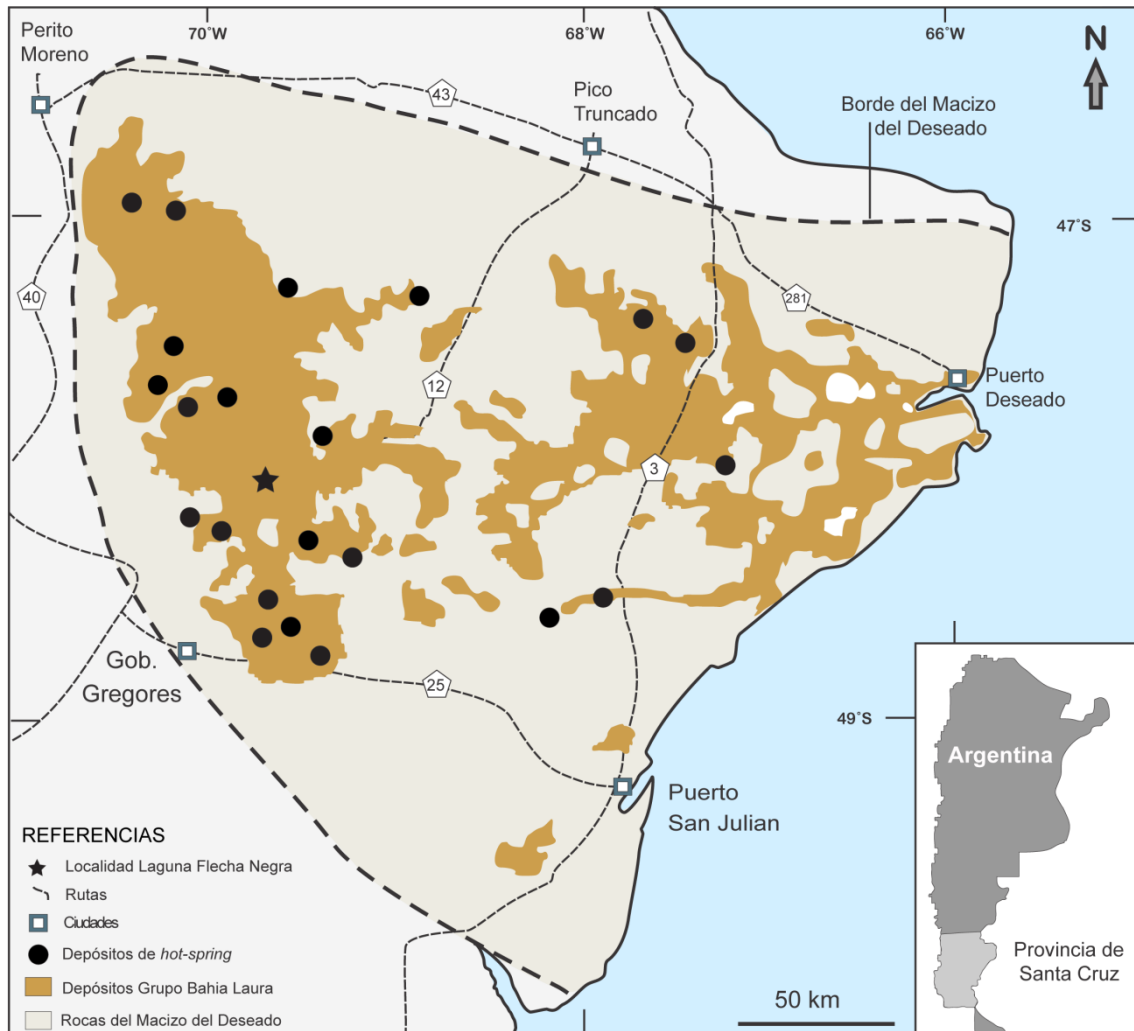 70˚W
68˚W
66˚W
N
Perito
Moreno
43
Pico
Truncado
Borde del Macizo
del Deseado
47˚S
40
281
12
Puerto
Deseado
3
Gob.
Gregores
25
49˚S
Puerto
San Julian
Argentina
Provincia de
Santa Cruz
50 km
REFERENCIAS
Localidad Laguna Flecha Negra
Rutas
Ciudades
Depósitos de hot-spring
Depósitos Grupo Bahia Laura
Rocas del Macizo del Deseado